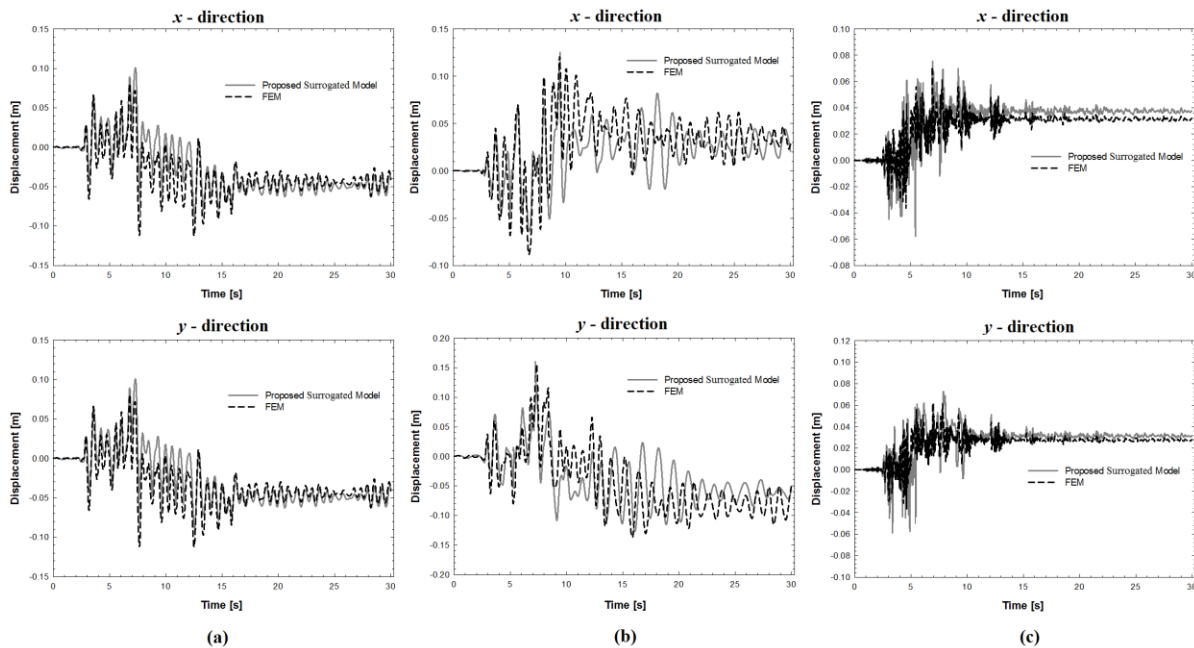 x - direction
0.15
0.10
0.05
0.00
-0.05
-0.10
-0.15
Displacement [m]
Proposed Surrogated Model
FEM
0 5 10 15 20 25 30
Time [s]
x - direction
0.15
0.10
0.05
0.00
-0.05
-0.10
Displacement [m]
Proposed Surrogated Model
FEM
0 5 10 15 20 25 30
Time [s]
x - direction
0.10
0.08
0.06
0.04
0.02
0.00
-0.02
-0.04
-0.06
-0.08
Displacement [m]
Proposed Surrogated Model
FEM
0 5 10 15 20 25 30
Time [s]
y - direction
0.15
0.10
0.05
0.00
-0.05
-0.10
-0.15
Displacement [m]
Proposed Surrogated Model
FEM
0 5 10 15 20 25 30
Time [s]
y - direction
0.20
0.15
0.10
0.05
0.00
-0.05
-0.10
-0.15
-0.20
Displacement [m]
Proposed Surrogated Model
FEM
0 5 10 15 20 25 30
Time [s]
y - direction
0.12
0.10
0.08
0.06
0.04
0.02
0.00
-0.02
-0.04
-0.06
-0.08
-0.10
Displacement [m]
Proposed Surrogated Model
FEM
0 5 10 15 20 25 30
Time [s]
(a)
(b)
(c)